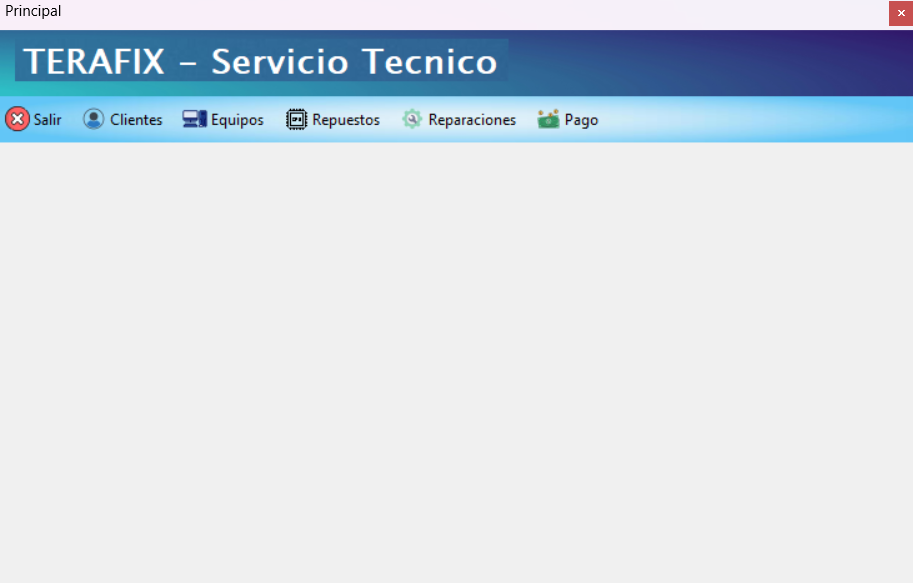 Principal
TERAFIX - Servicio Tecnico
Salir Clientes Equipos Repuestos Reparaciones Pago